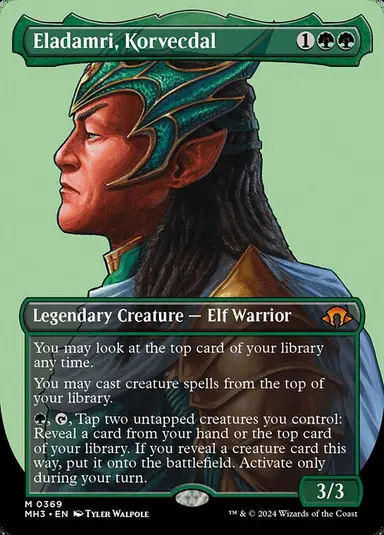 Eladamri, Korvecdal 1
Legendary Creature — Elf Warrior
You may look at the top card of your library
any time.
You may cast creature spells from the top of
your library.
, , Tap two untapped creatures you control:
Reveal a card from your hand or the top card
of your library. If you reveal a creature card this
way, put it onto the battlefield. Activate only
during your turn.
3/3
M 0369
MH3 • EN Tyler Walpole
™ & © 2024 Wizards of the Coast